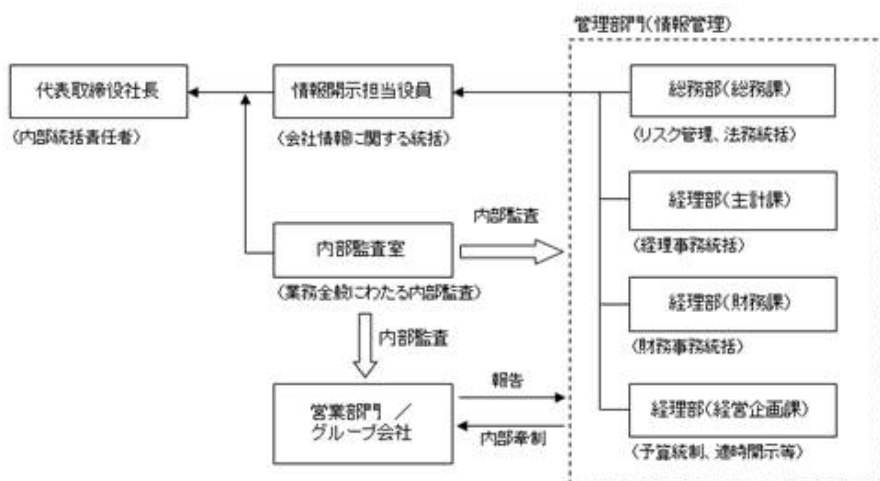 管理部門(情報管理)
代表取締役社長
(内部統括責任者)
情報開示担当役員
(会社情報に関する統括)
総務部(総務課)
(リスク管理、法務統括)
内部監査
経理部(主計課)
(経理事務統括)
内部監査室
(業務全般にわたる内部監査)
経理部(財務課)
(財務事務統括)
内部監査
営業部門 ／
グループ会社
報告
内部牽制
経理部(経営企画課)
(予算統制、適時開示等)